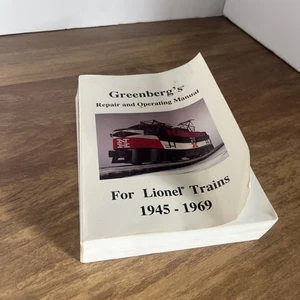 Greenberg's®
Repair and Operating Manual
For Lionel® Trains
1945 - 1969